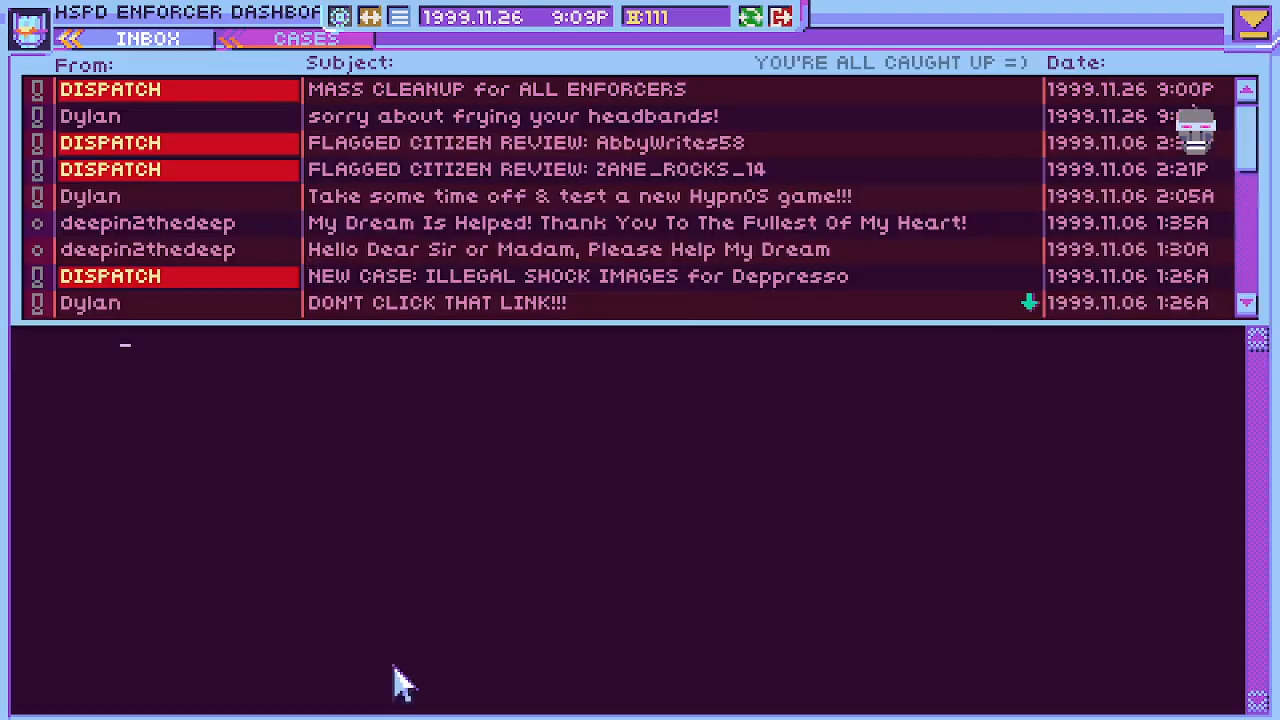 HSPD ENFORCER DASHBOA
1999.11.26 9:09P
111
INBOX
CASES
From: Subject: YOU'RE ALL CAUGHT UP =) Date:
DISPATCH MASS CLEANUP for ALL ENFORCERS 1999.11.26 9:00P
Dylan sorry about frying your headbands! 1999.11.26 9:
DISPATCH FLAGGED CITIZEN REVIEW: AbbyWrites58 1999.11.06 2:
DISPATCH FLAGGED CITIZEN REVIEW: ZANE_ROCKS_14 1999.11.06 2:21P
Dylan Take some time off & test a new HypnOS game!!! 1999.11.06 2:05A
deepin2thedeep My Dream Is Helped! Thank You To The Fullest Of My Heart! 1999.11.06 1:35A
deepin2thedeep Hello Dear Sir or Madam, Please Help My Dream 1999.11.06 1:30A
DISPATCH NEW CASE: ILLEGAL SHOCK IMAGES for Deppresso 1999.11.06 1:26A
Dylan DON'T CLICK THAT LINK!!! 1999.11.06 1:26A